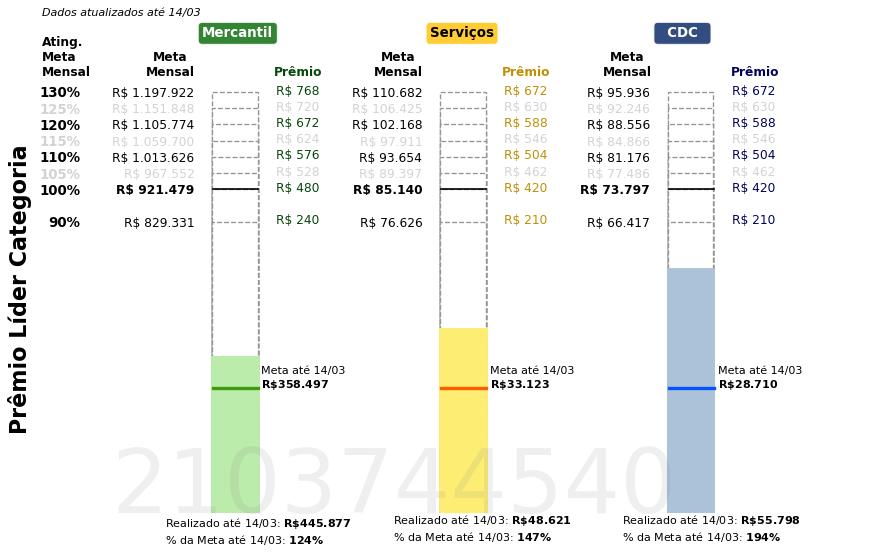 Dados atualizados até 14/03
Mercantil Serviços CDC
Ating. Meta Mensal Meta Mensal Prêmio Meta Mensal Prêmio Meta Mensal Prêmio
130% R$ 1.197.922 R$ 768 R$ 110.682 R$ 672 R$ 95.936 R$ 672
125% R$ 1.151.848 R$ 720 R$ 106.425 R$ 630 R$ 92.246 R$ 630
120% R$ 1.105.774 R$ 672 R$ 102.168 R$ 588 R$ 88.556 R$ 588
115% R$ 1.059.700 R$ 624 R$ 97.911 R$ 546 R$ 84.866 R$ 546
110% R$ 1.013.626 R$ 576 R$ 93.654 R$ 504 R$ 81.176 R$ 504
105% R$ 967.552 R$ 528 R$ 89.397 R$ 462 R$ 77.486 R$ 462
100% R$ 921.479 R$ 480 R$ 85.140 R$ 420 R$ 73.797 R$ 420
90% R$ 829.331 R$ 240 R$ 76.626 R$ 210 R$ 66.417 R$ 210
Prêmio Líder Categoria
Meta até 14/03 Meta até 14/03 Meta até 14/03
R$358.497 R$33.123 R$28.710
2103744540
Realizado até 14/03: R$445.877 Realizado até 14/03: R$48.621 Realizado até 14/03: R$55.798
% da Meta até 14/03: 124% % da Meta até 14/03: 147% % da Meta até 14/03: 194%